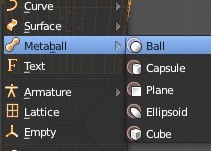 Curve
Surface
Metaball
Text
Armature
Lattice
Empty
Ball
Capsule
Plane
Ellipsoid
Cube